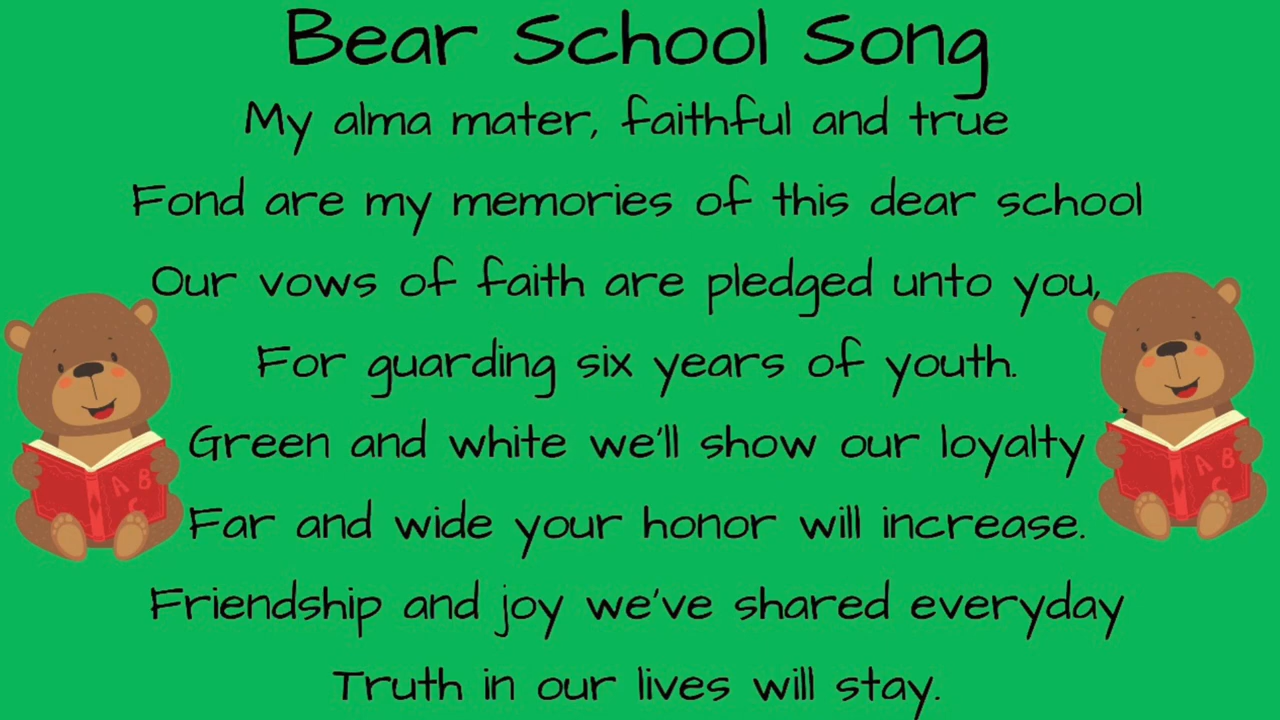 Bear School Song
My alma mater, faithful and true
Fond are my memories of this dear school
Our vows of faith are pledged unto you,
For guarding six years of youth.
Green and white we'll show our loyalty
Far and wide your honor will increase.
Friendship and joy we've shared everyday
Truth in our lives will stay.
A B
C
A B
C